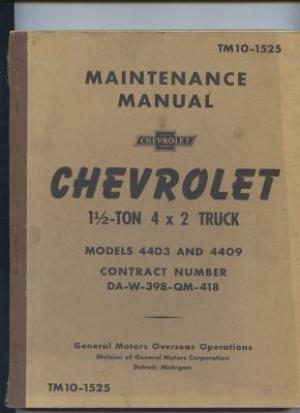 TM10-1525
MAINTENANCE
MANUAL
CHEVROLET
CHEVROLET
1½-TON 4 x 2 TRUCK
MODELS 4403 AND 4409
CONTRACT NUMBER
DA-W-398-QM-418
General Motors Overseas Operations
Division of General Motors Corporation
Detroit, Michigan
TM10-1525